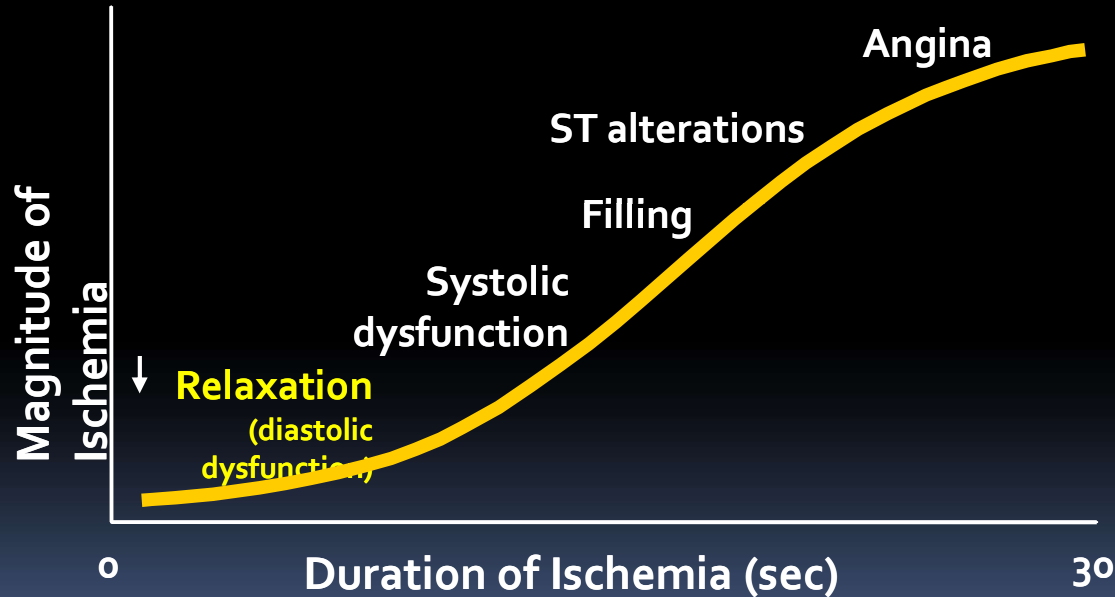 Angina
ST alterations
Filling
Systolic
dysfunction
Relaxation
(diastolic
dysfunction)
Magnitude of
Ischemia
0
Duration of Ischemia (sec)
30